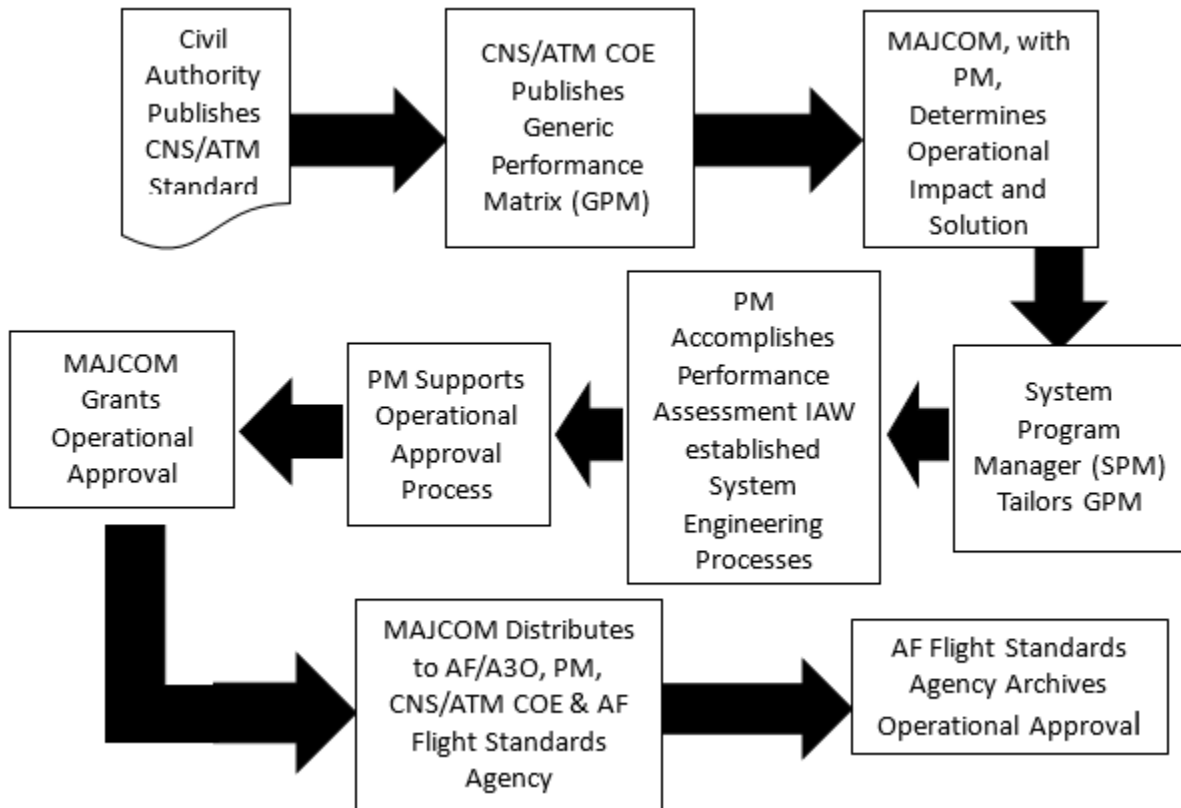 Civil
Authority
Publishes
CNS/ATM
Standard
CNS/ATM COE
Publishes
Generic
Performance
Matrix (GPM)
MAJCOM, with
PM,
Determines
Operational
Impact and
Solution
System
Program
Manager (SPM)
Tailors GPM
PM
Accomplishes
Performance
Assessment IAW
established
System
Engineering
Processes
PM Supports
Operational
Approval
Process
MAJCOM
Grants
Operational
Approval
MAJCOM Distributes
to AF/A3O, PM,
CNS/ATM COE & AF
Flight Standards
Agency
AF Flight Standards
Agency Archives
Operational Approval